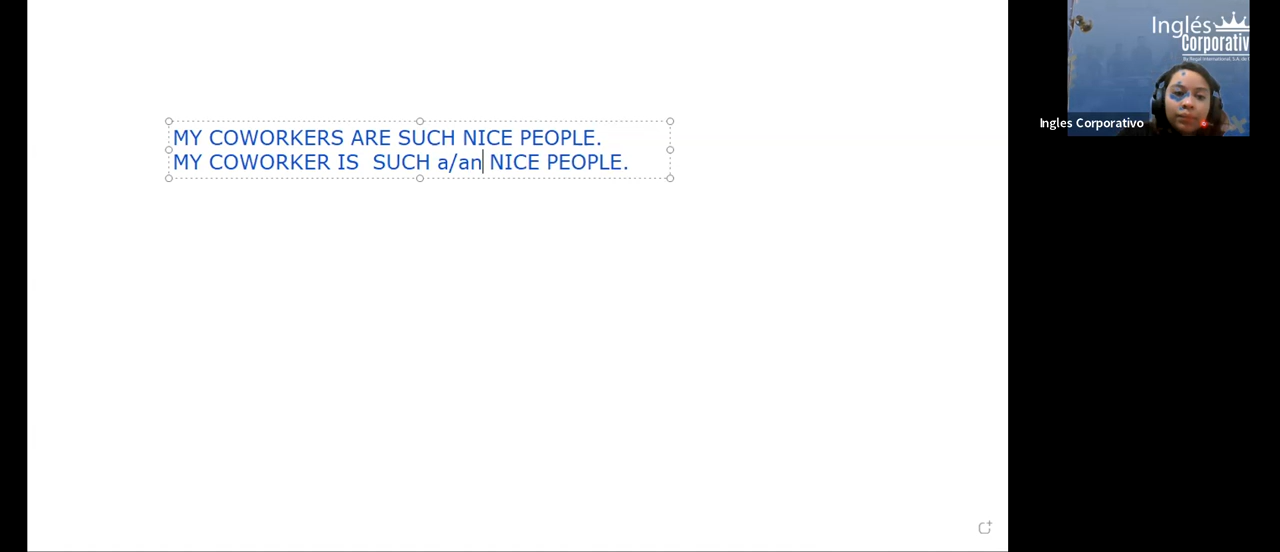 MY COWORKERS ARE SUCH NICE PEOPLE.
MY COWORKER IS  SUCH a/an NICE PEOPLE.
Inglés
Corporativ
Ingles Corporativo